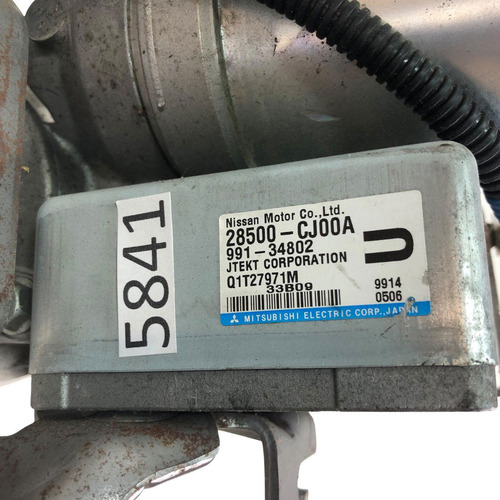 5841
Nissan Motor Co.,Ltd.
28500-CJ00A
991-34802
JTEKT CORPORATION
Q1T27971M
33B09
U
9914
0506
MITSUBISHI ELECTRIC CORP., JAPAN